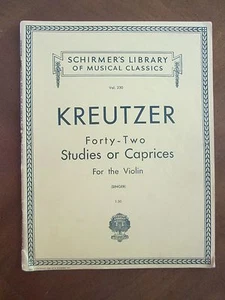 SCHIRMER'S LIBRARY
OF MUSICAL CLASSICS
Vol. 230
KREUTZER
Forty-Two
Studies or Caprices
For the Violin
(SINGER)